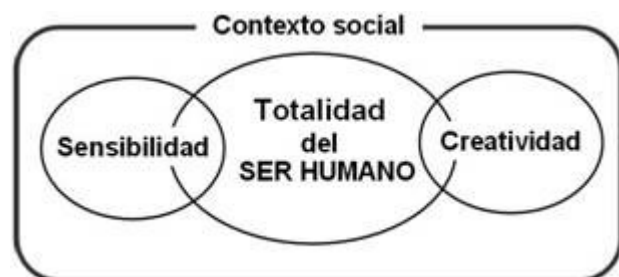 Contexto social
Sensibilidad
Totalidad
del
SER HUMANO
Creatividad